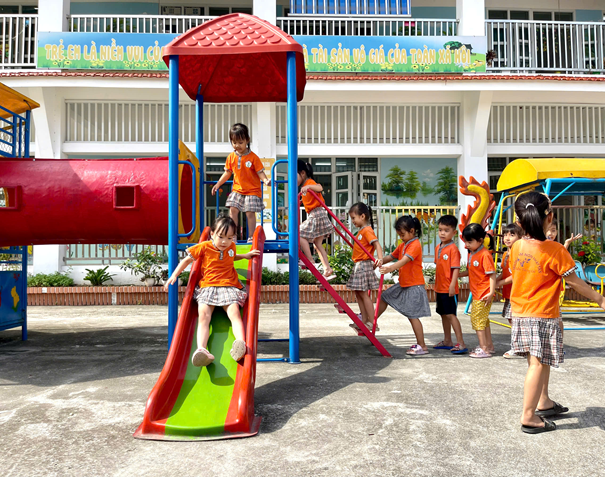 TRẺ EM LÀ NIỀM VUI CỦA
TÀI SẢN VÔ GIÁ CỦA TOÀN XÃ HỘI